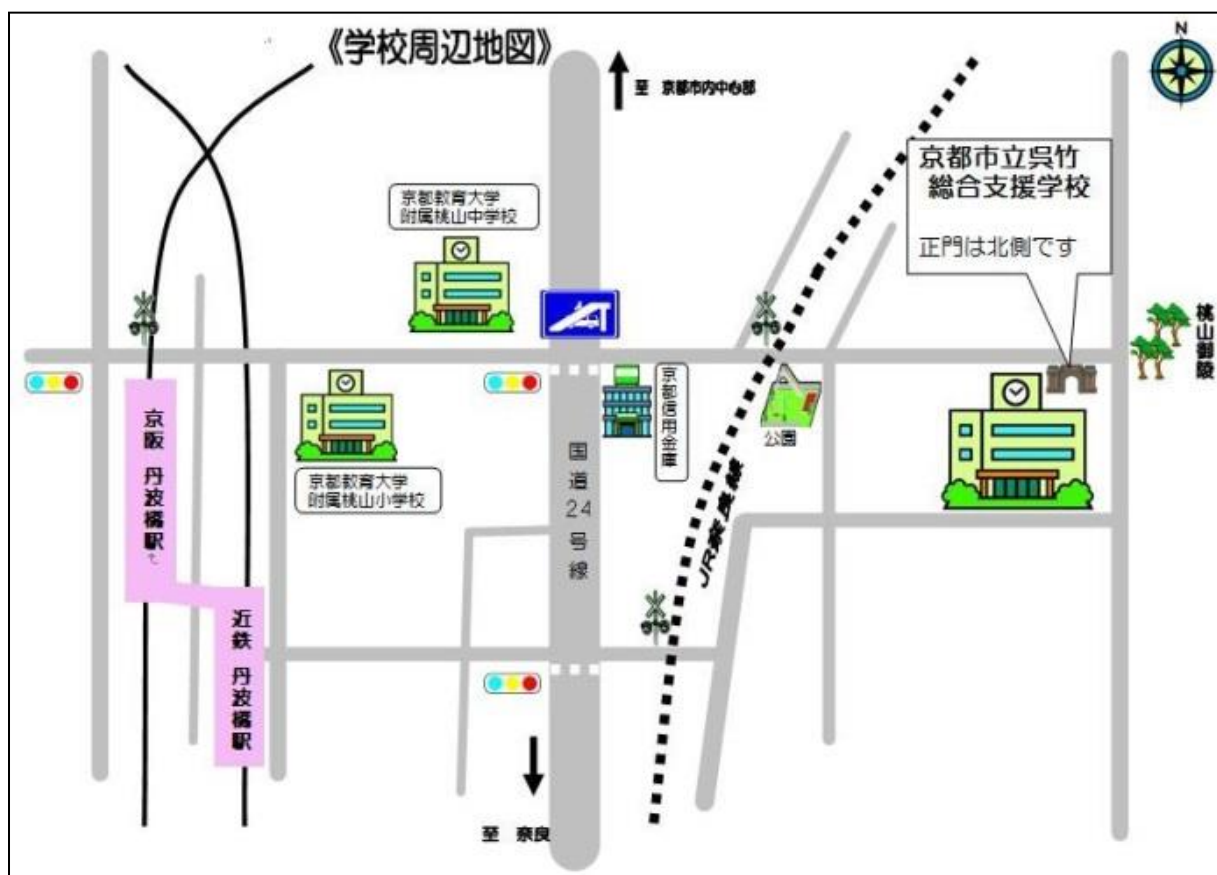 《学校周辺地図》
N
至 京都市内中心部
京都市立呉竹
総合支援学校
正門は北側です
京都教育大学
附属桃山中学校
桃山御陵
京都信用金庫
公園
京阪 丹波橋駅
京都教育大学
附属桃山小学校
国道24号線
JR奈良線
近鉄 丹波橋駅
至 奈良